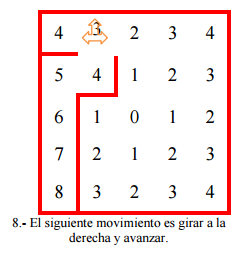 4 3 2 3 4
5 4 1 2 3
6 1 0 1 2
7 2 1 2 3
8 3 2 3 4
8.- El siguiente movimiento es girar a la
derecha y avanzar.